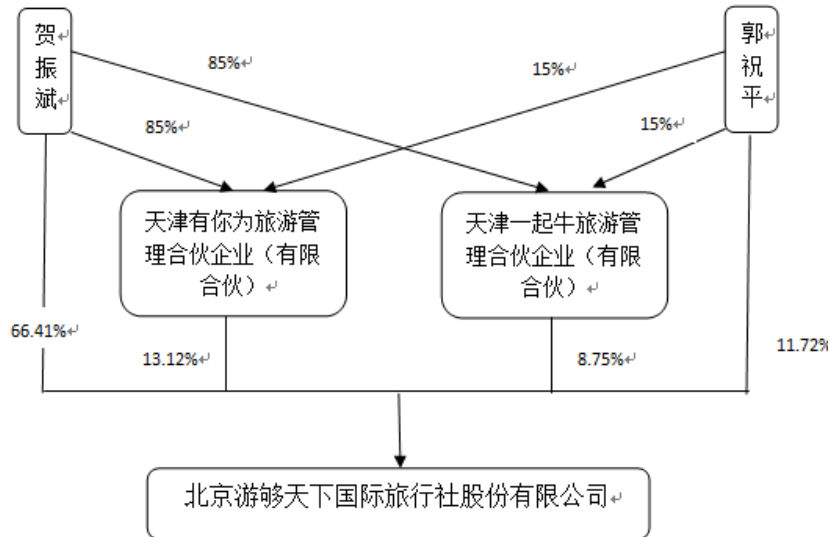 贺
振
斌
郭
祝
平
85%
15%
85%
15%
天津有你为旅游管
理合伙企业（有限
合伙）
天津一起牛旅游管
理合伙企业（有限
合伙）
66.41%
13.12%
8.75%
11.72%
北京游够天下国际旅行社股份有限公司